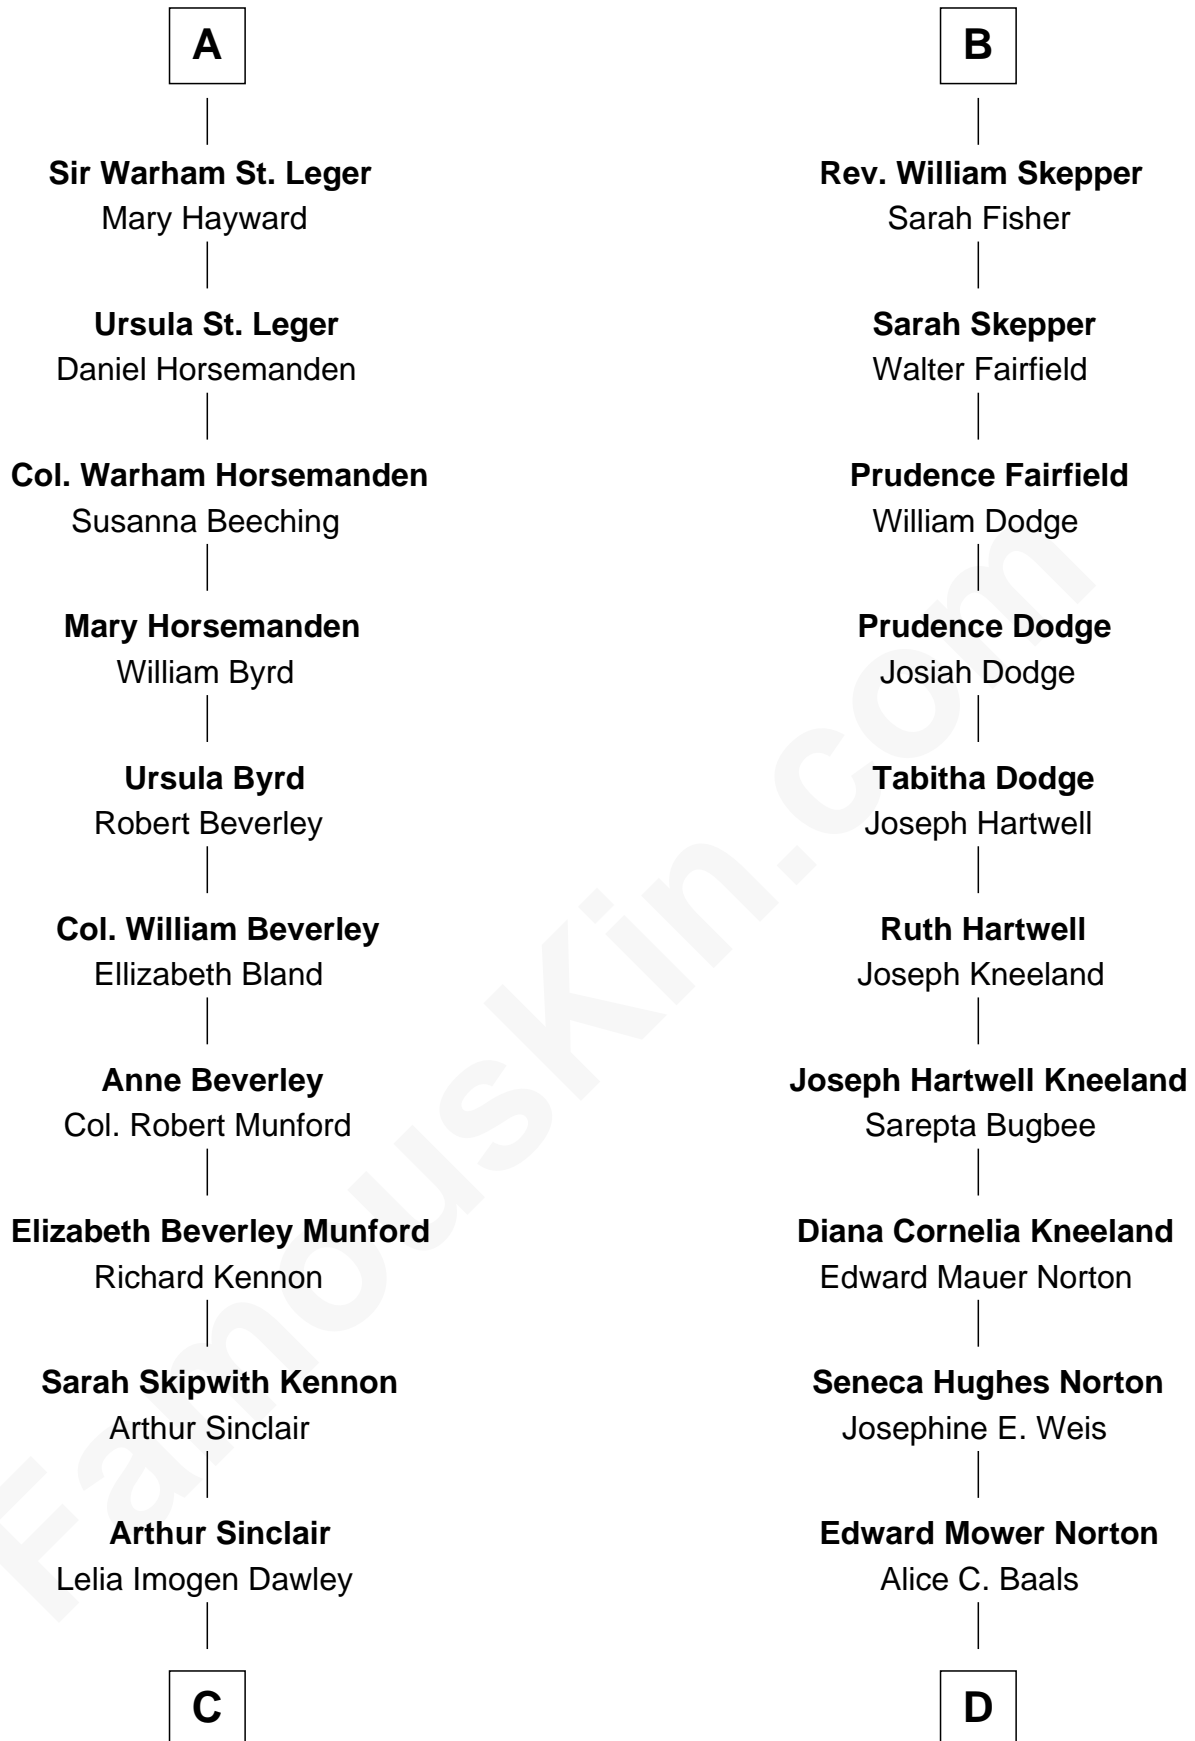 A
Sir Warham St. Leger
Mary Hayward
Ursula St. Leger
Daniel Horsemanden
Col. Warham Horsemanden
Susanna Beeching
Mary Horsemanden
William Byrd
Ursula Byrd
Robert Beverley
Col. William Beverley
Ellizabeth Bland
Anne Beverley
Col. Robert Munford
Elizabeth Beverley Munford
Richard Kennon
Sarah Skipwith Kennon
Arthur Sinclair
Arthur Sinclair
Lelia Imogen Dawley
C
B
Rev. William Skepper
Sarah Fisher
Sarah Skepper
Walter Fairfield
Prudence Fairfield
William Dodge
Prudence Dodge
Josiah Dodge
Tabitha Dodge
Joseph Hartwell
Ruth Hartwell
Joseph Kneeland
Joseph Hartwell Kneeland
Sarepta Bugbee
Diana Cornelia Kneeland
Edward Mauer Norton
Seneca Hughes Norton
Josephine E. Weis
Edward Mower Norton
Alice C. Baals
D
FamousKin.com